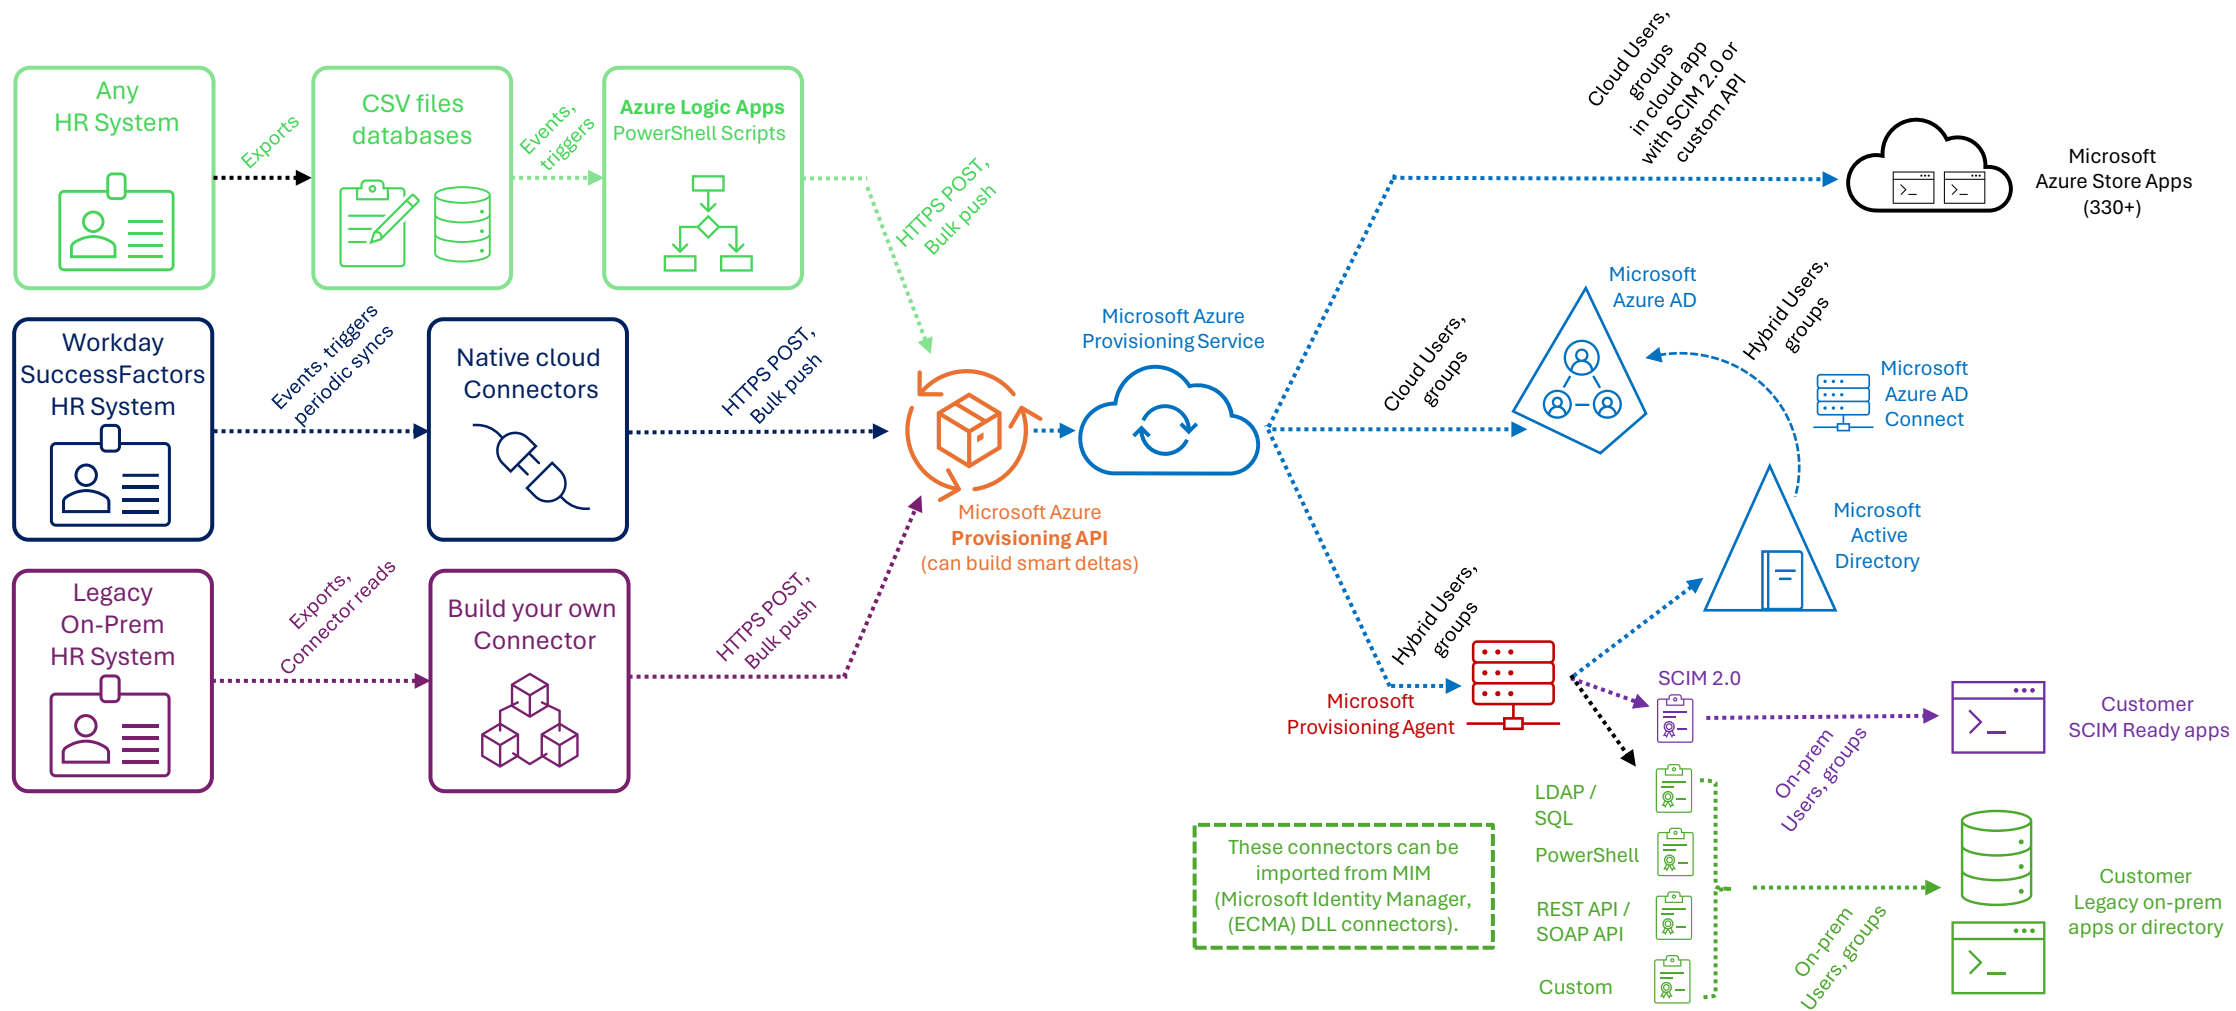 Any
HR System
Exports
CSV files
databases
Events,
triggers
Azure Logic Apps
PowerShell Scripts
HTTPS POST,
Bulk push
Workday
SuccessFactors
HR System
Events, triggers
periodic syncs
Native cloud
Connectors
HTTPS POST,
Bulk push
Legacy
On-Prem
HR System
Exports,
Connector reads
Build your own
Connector
HTTPS POST,
Bulk push
Microsoft Azure
Provisioning API
(can build smart deltas)
Microsoft Azure
Provisioning Service
Cloud Users,
groups
in cloud app
with SCIM 2.0 or
custom API
Microsoft
Azure Store Apps
(330+)
Cloud Users,
groups
Microsoft
Azure AD
Hybrid Users,
groups
Microsoft
Azure AD
Connect
Microsoft
Active
Directory
Hybrid Users,
groups
Microsoft
Provisioning Agent
SCIM 2.0
On-prem
Users, groups
Customer
SCIM Ready apps
LDAP /
SQL
PowerShell
REST API /
SOAP API
Custom
These connectors can be
imported from MIM
(Microsoft Identity Manager,
(ECMA) DLL connectors).
On-prem
Users, groups
Customer
Legacy on-prem
apps or directory